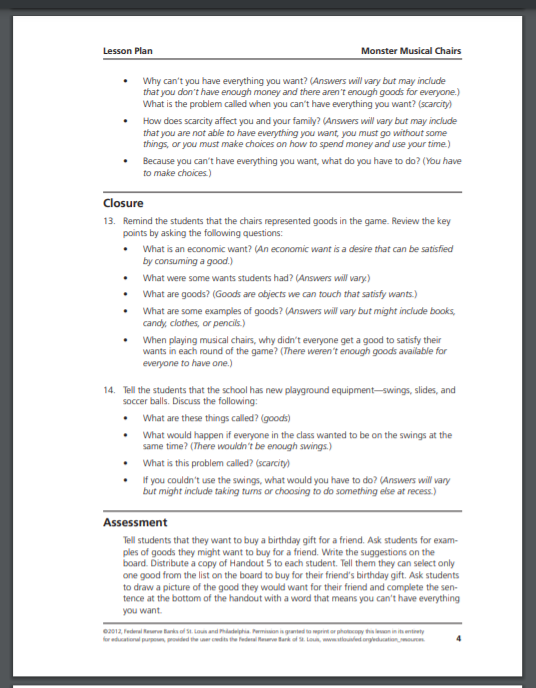 Lesson Plan Monster Musical Chairs
• Why can't you have everything you want? (Answers will vary but may include
that you don't have enough money and there aren't enough goods for everyone.)
What is the problem called when you can't have everything you want? (scarcity)
• How does scarcity affect you and your family? (Answers will vary but may include
that you are not able to have everything you want, you must go without some
things, or you must make choices on how to spend money and use your time.)
• Because you can't have everything you want, what do you have to do? (You have
to make choices.)
Closure
13. Remind the students that the chairs represented goods in the game. Review the key
points by asking the following questions:
• What is an economic want? (An economic want is a desire that can be satisfied
by consuming a good.)
• What were some wants students had? (Answers will vary.)
• What are goods? (Goods are objects we can touch that satisfy wants.)
• What are some examples of goods? (Answers will vary but might include books,
candy, clothes, or pencils.)
• When playing musical chairs, why didn't everyone get a good to satisfy their
wants in each round of the game? (There weren't enough goods available for
everyone to have one.)
14. Tell the students that the school has new playground equipment—swings, slides, and
soccer balls. Discuss the following:
• What are these things called? (goods)
• What would happen if everyone in the class wanted to be on the swings at the
same time? (There wouldn't be enough swings.)
• What is this problem called? (scarcity)
• If you couldn't use the swings, what would you have to do? (Answers will vary
but might include taking turns or choosing to do something else at recess.)
Assessment
Tell students that they want to buy a birthday gift for a friend. Ask students for exam-
ples of goods they might want to buy for a friend. Write the suggestions on the
board. Distribute a copy of Handout 5 to each student. Tell them they can select only
one good from the list on the board to buy for their friend's birthday gift. Ask students
to draw a picture of the good they would want for their friend and complete the sen-
tence at the bottom of the handout with a word that means you can't have everything
you want.
©2012, Federal Reserve Banks of St. Louis and Philadelphia. Permission is granted to reprint or photocopy this lesson in its entirety
for educational purposes, provided the user credits the Federal Reserve Bank of St. Louis, www.stlouisfed.org/education_resources. 4